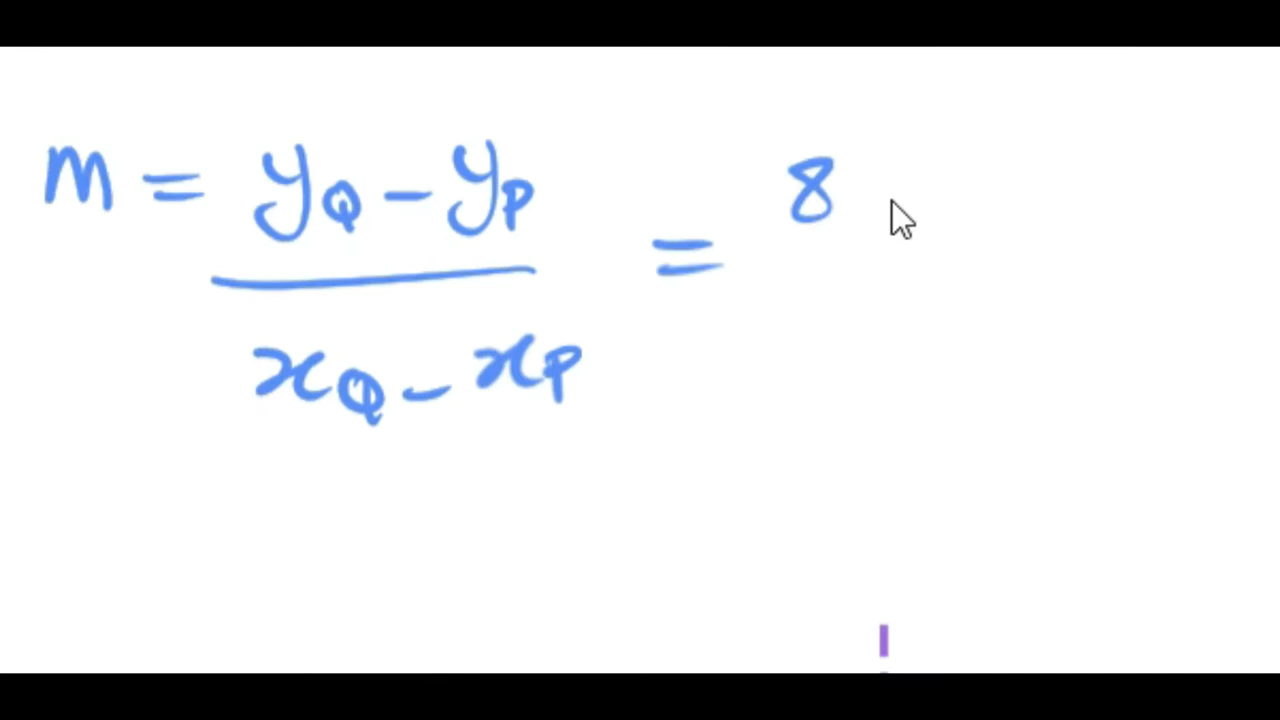 m = y_Q - y_P = 8
x_Q - x_P